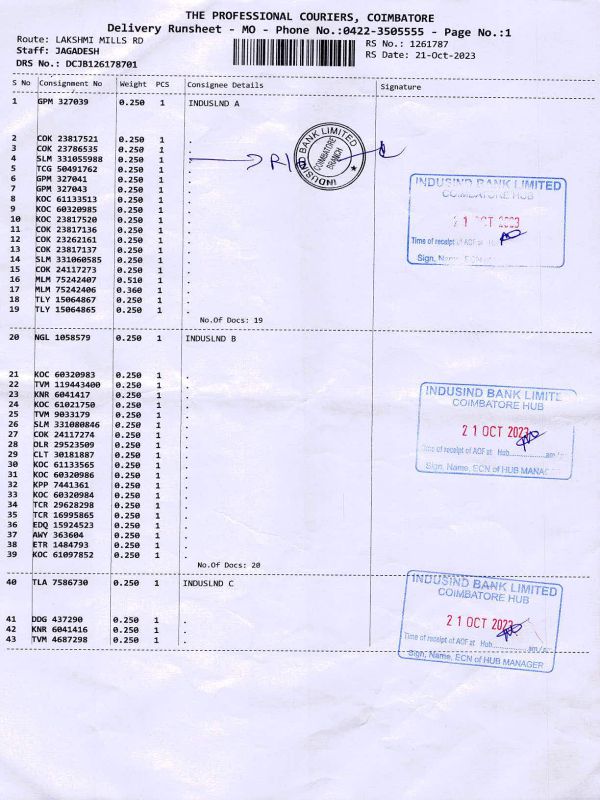 THE PROFESSIONAL COURIERS, COIMBATORE
Delivery Runsheet - MO - Phone No.:0422-3505555 - Page No.:1
Route: LAKSHMI MILLS RD
RS No.: 1261787
Staff: JAGADESH
RS Date: 21-Oct-2023
DRS No.: DCJB126178701
S No Consignment No Weight PCS Consignee Details Signature
1 GPM 327039 0.250 1 INDUSLND A
2 COK 23817521 0.250 1 .
3 COK 23786535 0.250 1 .
4 SLM 331055988 0.250 1 .
5 TCG 50491762 0.250 1 .
6 GPM 327041 0.250 1 .
7 GPM 327043 0.250 1 .
8 KOC 61133513 0.250 1 .
9 KOC 60320985 0.250 1 .
10 KOC 23817520 0.250 1 .
11 COK 23817136 0.250 1 .
12 COK 23262161 0.250 1 .
13 COK 23817137 0.250 1 .
14 SLM 331060585 0.250 1 .
15 COK 24117273 0.250 1 .
16 MLM 75242407 0.510 1 .
17 MLM 75242406 0.360 1 .
18 TLY 15064867 0.250 1 .
19 TLY 15064865 0.250 1 .
No.Of Docs: 19
INDUSIND BANK LIMITED
COIMBATORE BRANCH
INDUSIND BANK LIMITED
COIMBATORE HUB
21 OCT 2023
Time of receipt of AOF at
Sign,
20 NGL 1058579 0.250 1 INDUSLND B
21 KOC 60320983 0.250 1 .
22 TVM 119443400 0.250 1 .
23 KNR 6041417 0.250 1 .
24 KOC 61021750 0.250 1 .
25 TVM 9033179 0.250 1 .
26 SLM 331080846 0.250 1 .
27 COK 24117274 0.250 1 .
28 DLR 29523509 0.250 1 .
29 CLT 30181887 0.250 1 .
30 KOC 61133565 0.250 1 .
31 KOC 60320986 0.250 1 .
32 KPP 7441361 0.250 1 .
33 KOC 60320984 0.250 1 .
34 TCR 29628298 0.250 1 .
35 TCR 16995865 0.250 1 .
36 EDQ 15924523 0.250 1 .
37 AWY 363604 0.250 1 .
38 ETR 1484793 0.250 1 .
39 KOC 61097852 0.250 1 .
No.Of Docs: 20
INDUSIND BANK LIMITE
COIMBATORE HUB
21 OCT 2023
Time of receipt of AOF at Hub..................am/
Sign, Name, ECN of HUB MANAGER
40 TLA 7586730 0.250 1 INDUSLND C
41 DDG 437290 0.250 1 .
42 KNR 6041416 0.250 1 .
43 TVM 4687298 0.250 1 .
INDUSIND BANK LIMITED
COIMBATORE HUB
21 OCT 2023
Time of receipt of AOF at Hub..................am/
Sign, Name, ECN of HUB MANAGER